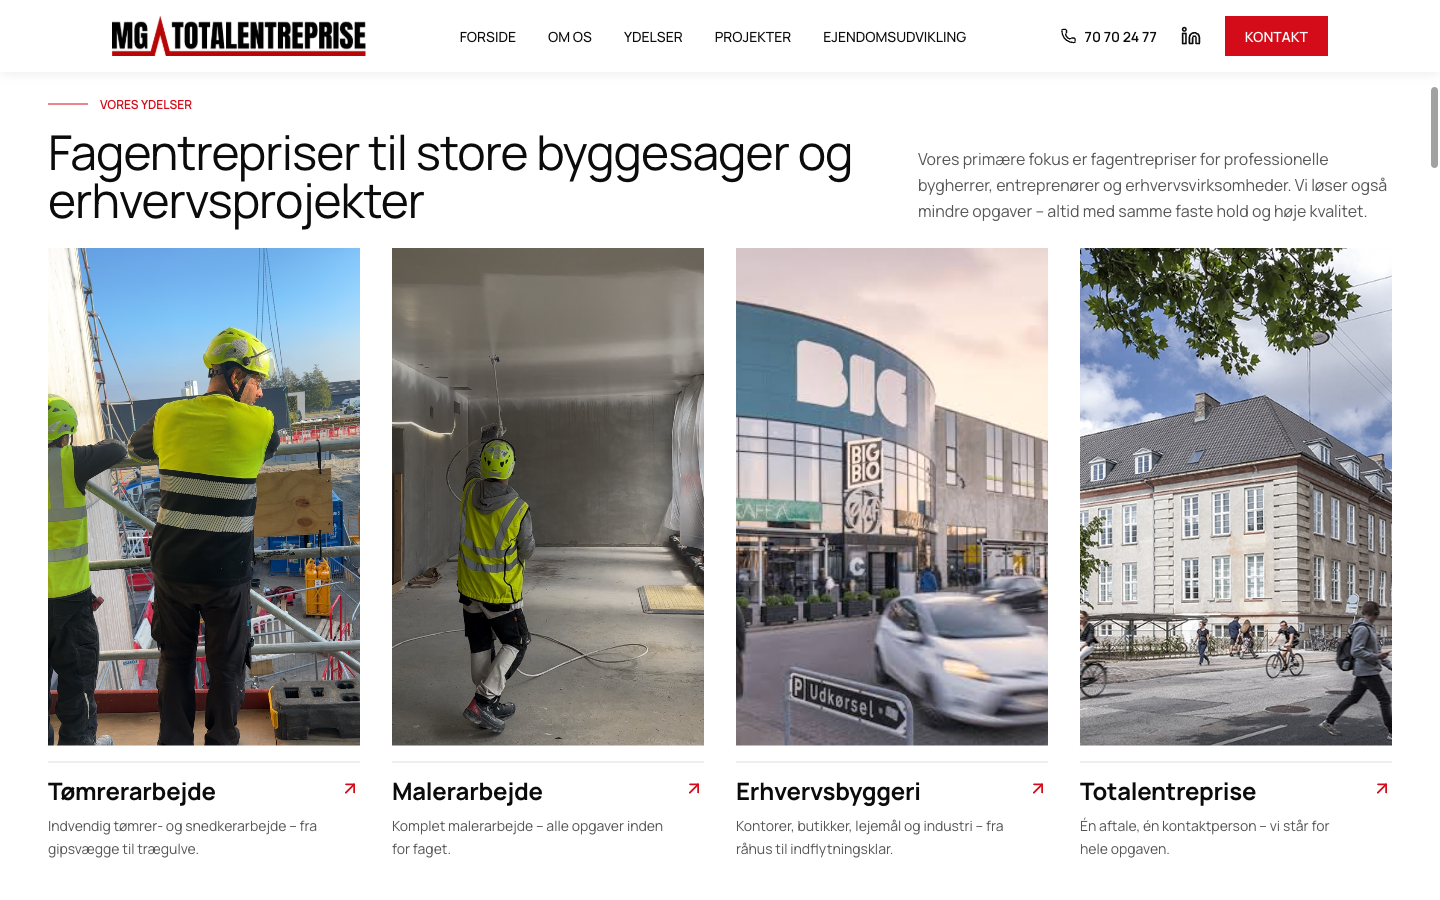 MG TOTALENTREPRISE
FORSIDE
OM OS
YDELSER
PROJEKTER
EJENDOMSUDVIKLING
70 70 24 77
in
KONTAKT
VORES YDELSER
Fagentrepriser til store byggesager og
erhvervsprojekter
Vores primære fokus er fagentrepriser for professionelle
bygherrer, entreprenører og erhvervsvirksomheder. Vi løser også
mindre opgaver – altid med samme faste hold og høje kvalitet.
BIG
BIG
BIO
Olaf
P Udkørsel
Tømrerarbejde
Indvendig tømrer- og snedkerarbejde – fra
gipsvægge til trægulve.
Malerarbejde
Komplet malerarbejde – alle opgaver inden
for faget.
Erhvervsbyggeri
Kontorer, butikker, lejemål og industri – fra
råhus til indflytningsklar.
Totalentreprise
Én aftale, én kontaktperson – vi står for
hele opgaven.